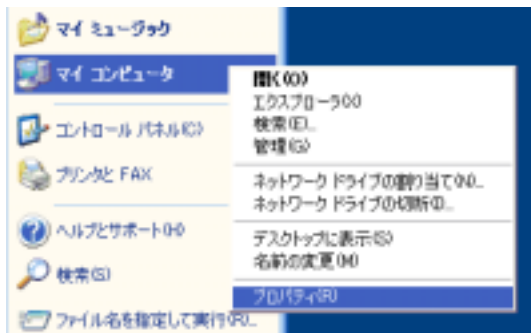 マイ ミュージック
マイ コンピュータ
コントロール パネル(C)
プリンタと FAX
ヘルプとサポート(H)
検索(S)
ファイル名を指定して実行(R)...
開く(O)
エクスプローラ(X)
検索(E)...
管理(G)
ネットワーク ドライブの割り当て(N)...
ネットワーク ドライブの切断(I)...
デスクトップに表示(S)
名前の変更(M)
プロパティ(R)